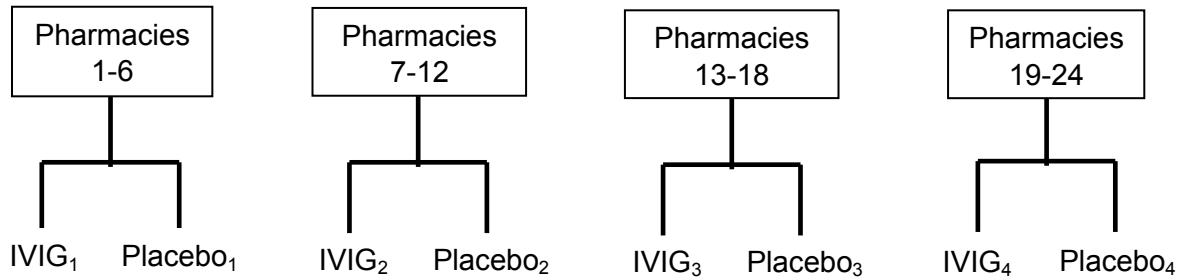 Pharmacies
1-6
Pharmacies
7-12
Pharmacies
13-18
Pharmacies
19-24
IVIG₁ Placebo₁ IVIG₂ Placebo₂ IVIG₃ Placebo₃ IVIG₄ Placebo₄